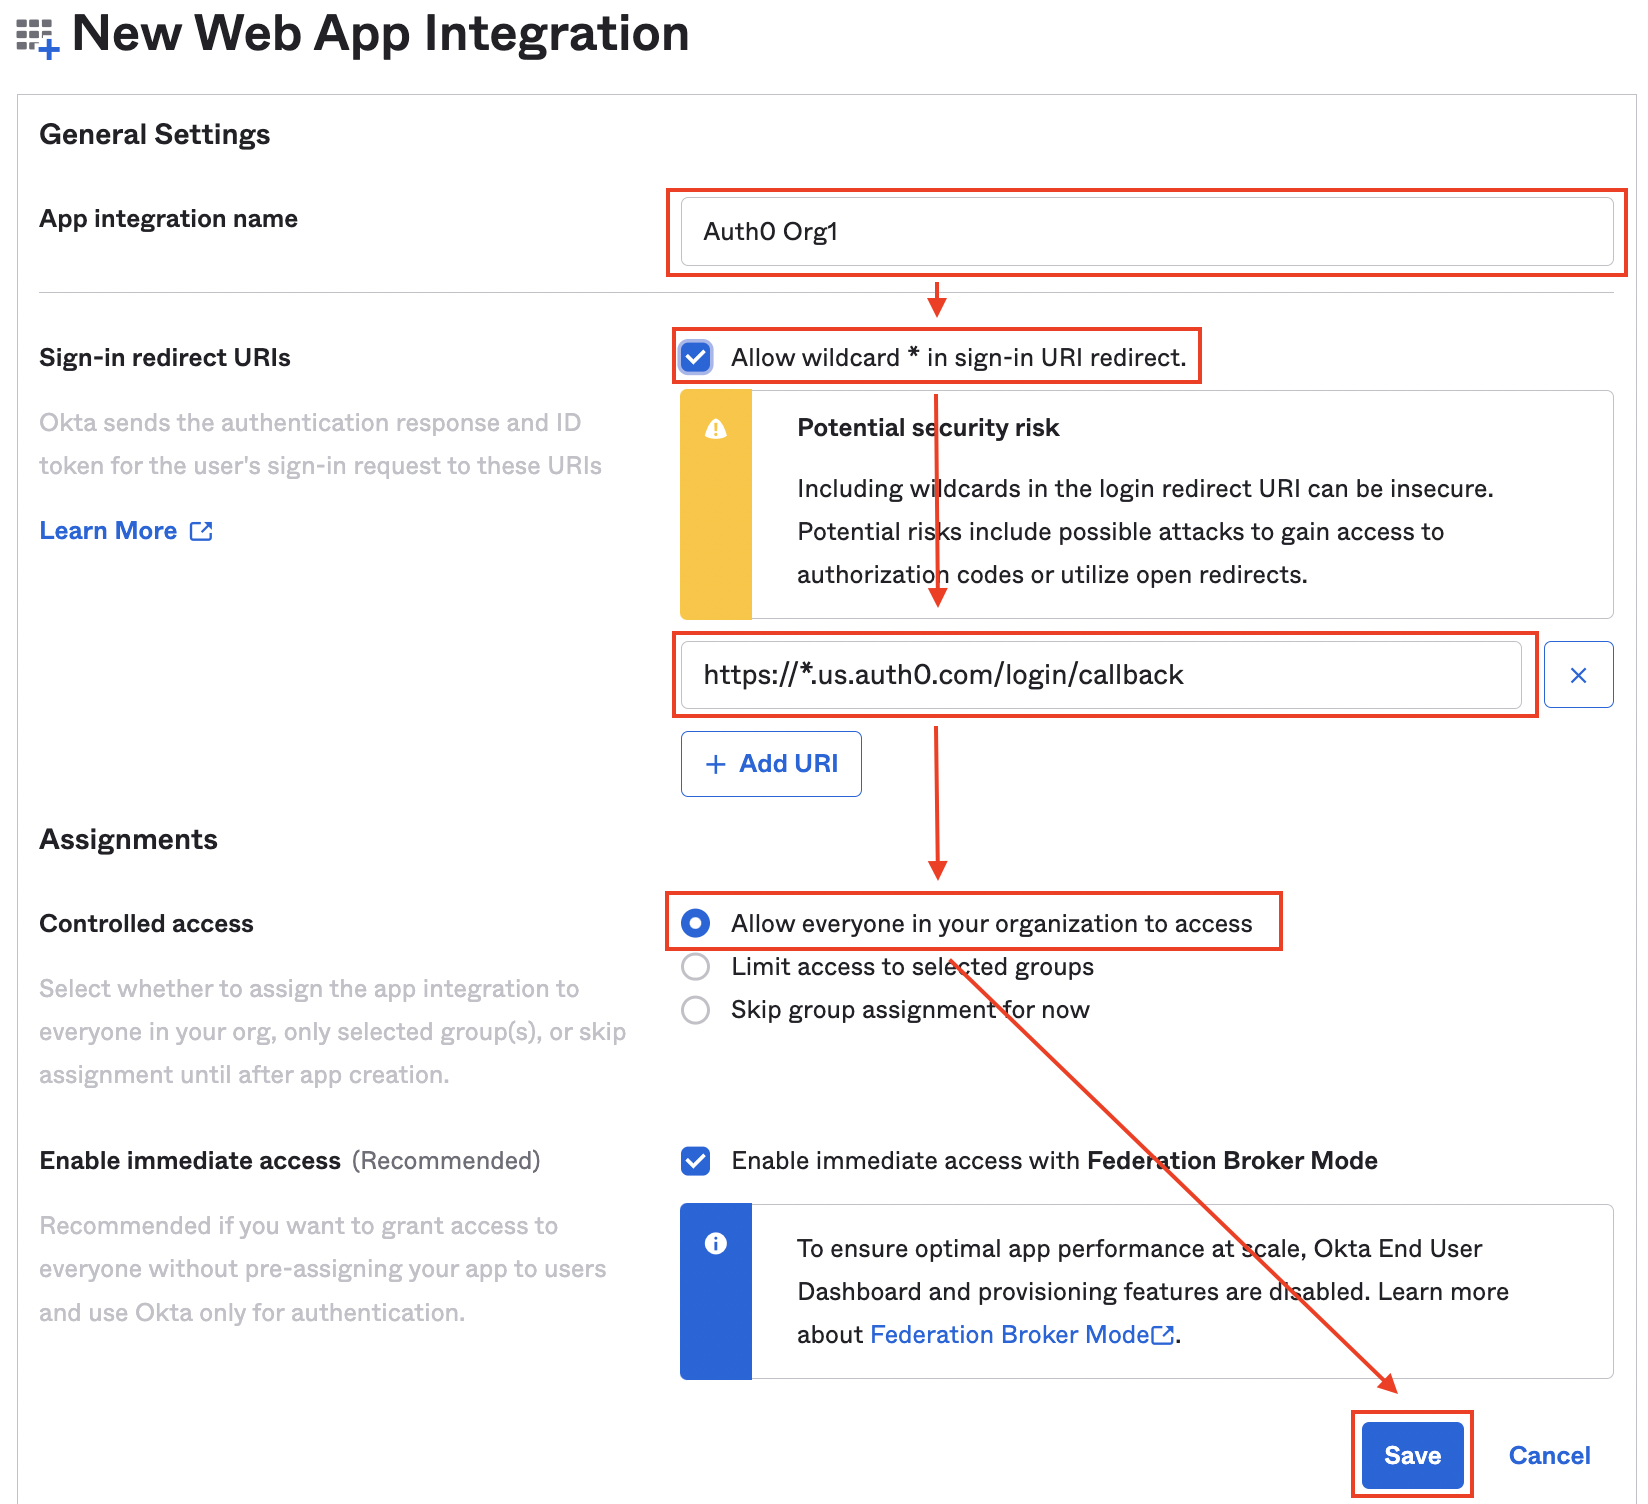 New Web App Integration
General Settings
App integration name
Auth0 Org1
Sign-in redirect URIs
Okta sends the authentication response and ID
token for the user's sign-in request to these URIs
Learn More
Allow wildcard * in sign-in URI redirect.
Potential security risk
Including wildcards in the login redirect URI can be insecure.
Potential risks include possible attacks to gain access to
authorization codes or utilize open redirects.
https://*.us.auth0.com/login/callback
+ Add URI
Assignments
Controlled access
Select whether to assign the app integration to
everyone in your org, only selected group(s), or skip
assignment until after app creation.
Allow everyone in your organization to access
Limit access to selected groups
Skip group assignment for now
Enable immediate access (Recommended)
Recommended if you want to grant access to
everyone without pre-assigning your app to users
and use Okta only for authentication.
Enable immediate access with Federation Broker Mode
To ensure optimal app performance at scale, Okta End User
Dashboard and provisioning features are disabled. Learn more
about Federation Broker Mode.
Save
Cancel